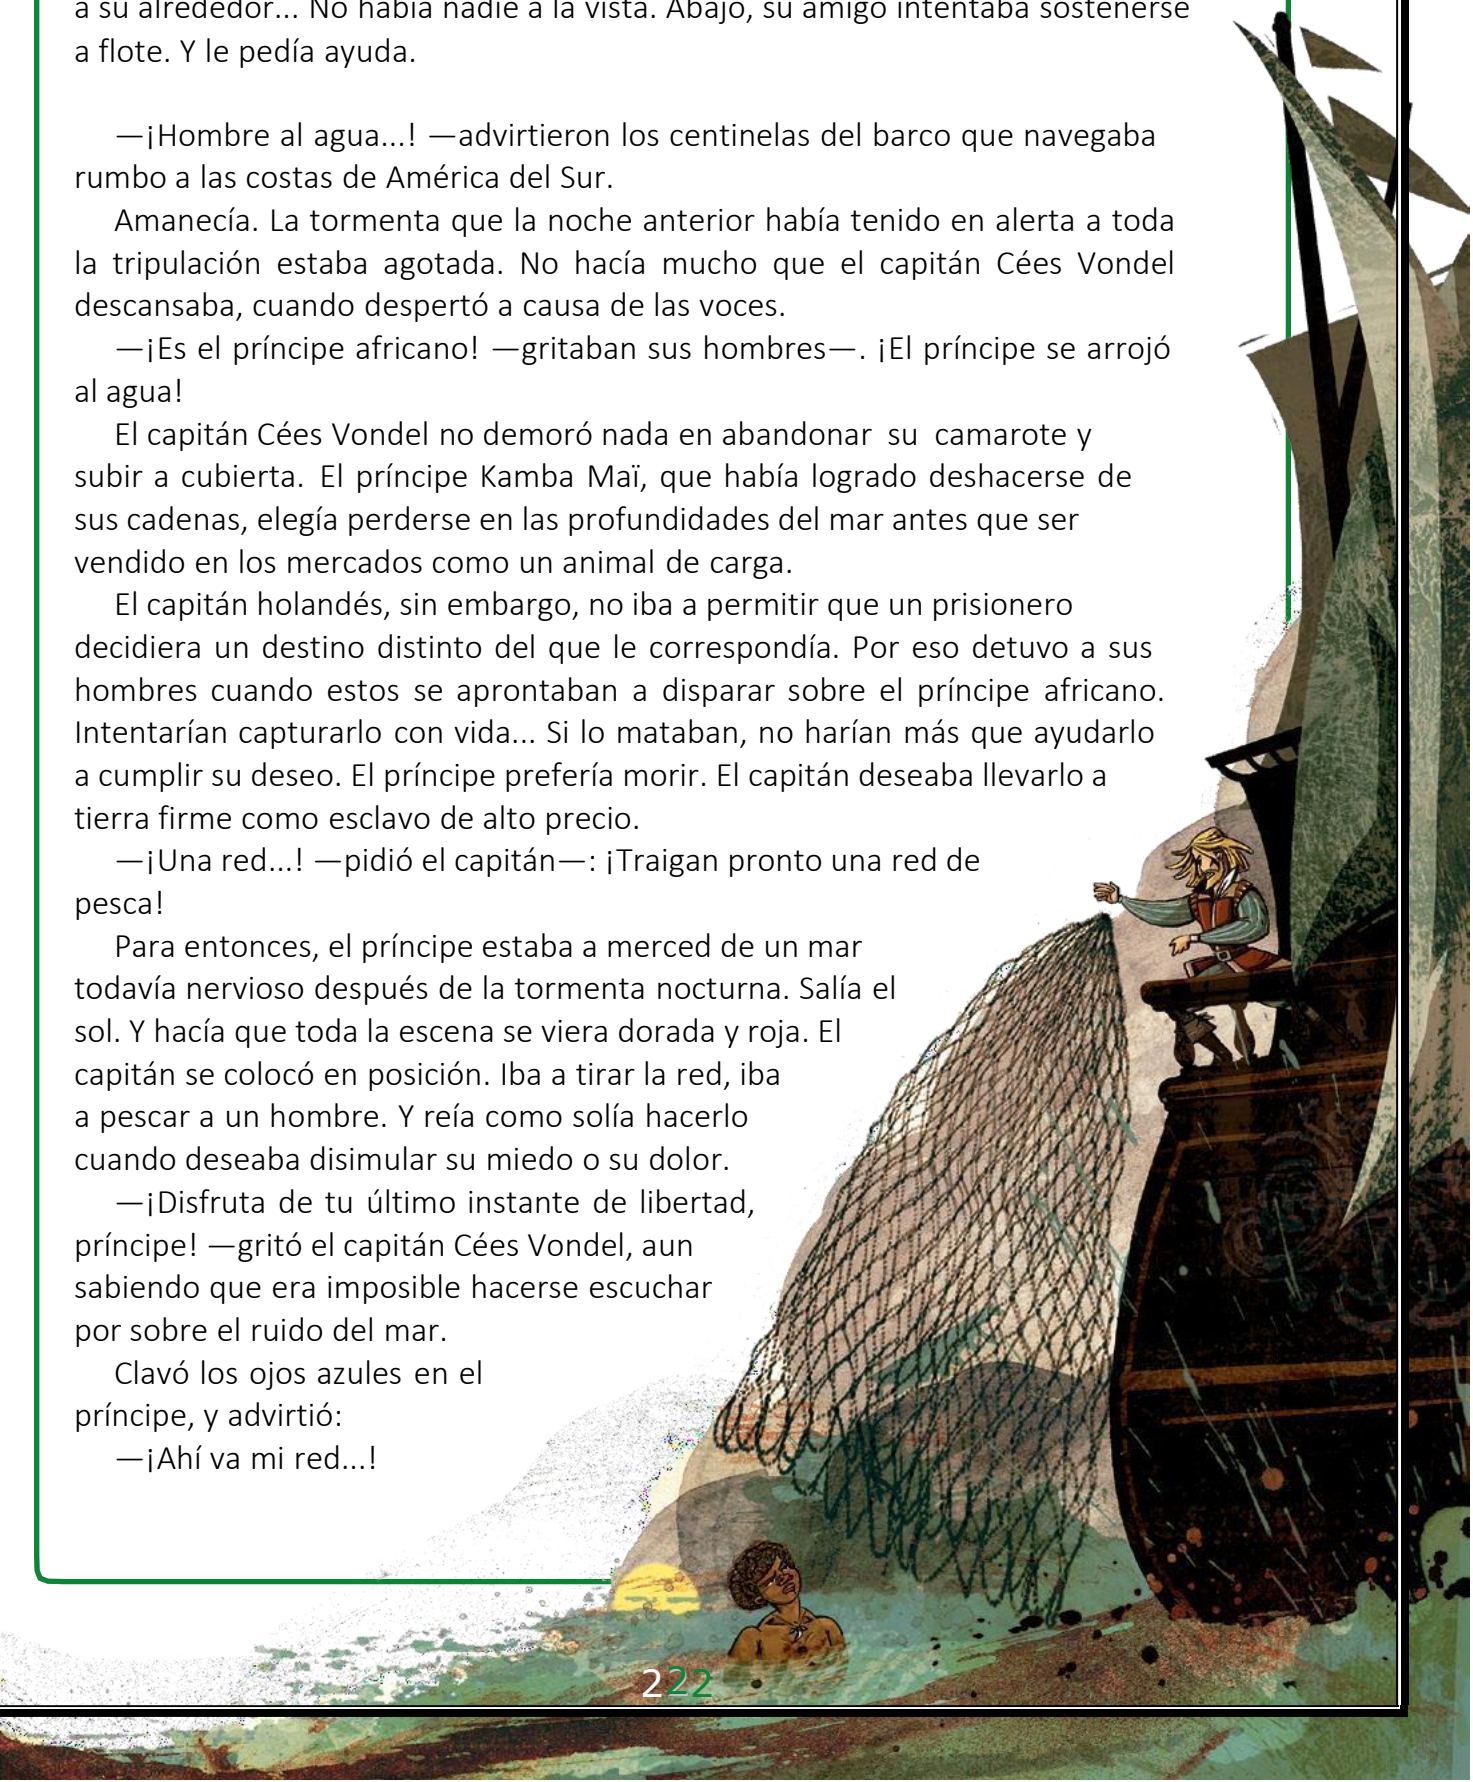 a su alrededor... No había nadie a la vista. Abajo, su amigo intentaba sostenerse
a flote. Y le pedía ayuda.
—¡Hombre al agua...! —advirtieron los centinelas del barco que navegaba
rumbo a las costas de América del Sur.
Amanecía. La tormenta que la noche anterior había tenido en alerta a toda
la tripulación estaba agotada. No hacía mucho que el capitán Cées Vondel
descansaba, cuando despertó a causa de las voces.
—¡Es el príncipe africano! —gritaban sus hombres—. ¡El príncipe se arrojó
al agua!
El capitán Cées Vondel no demoró nada en abandonar su camarote y
subir a cubierta. El príncipe Kamba Maï, que había logrado deshacerse de
sus cadenas, elegía perderse en las profundidades del mar antes que ser
vendido en los mercados como un animal de carga.
El capitán holandés, sin embargo, no iba a permitir que un prisionero
decidiera un destino distinto del que le correspondía. Por eso detuvo a sus
hombres cuando estos se aprontaban a disparar sobre el príncipe africano.
Intentarían capturarlo con vida... Si lo mataban, no harían más que ayudarlo
a cumplir su deseo. El príncipe prefería morir. El capitán deseaba llevarlo a
tierra firme como esclavo de alto precio.
—¡Una red...! —pidió el capitán—: ¡Traigan pronto una red de
pesca!
Para entonces, el príncipe estaba a merced de un mar
todavía nervioso después de la tormenta nocturna. Salía el
sol. Y hacía que toda la escena se viera dorada y roja. El
capitán se colocó en posición. Iba a tirar la red, iba
a pescar a un hombre. Y reía como solía hacerlo
cuando deseaba disimular su miedo o su dolor.
—¡Disfruta de tu último instante de libertad,
príncipe! —gritó el capitán Cées Vondel, aun
sabiendo que era imposible hacerse escuchar
por sobre el ruido del mar.
Clavó los ojos azules en el
príncipe, y advirtió:
—¡Ahí va mi red...!
222